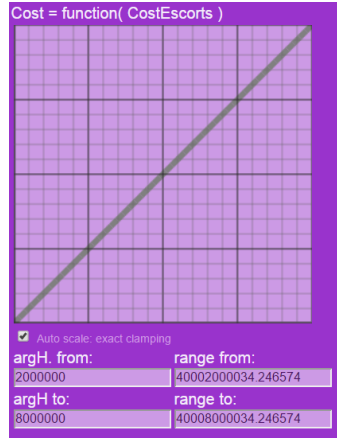 Cost = function( CostEscorts )
Auto scale: exact clamping
argH. from: range from:
2000000 40002000034.246574
argH to: range to:
8000000 40008000034.246574